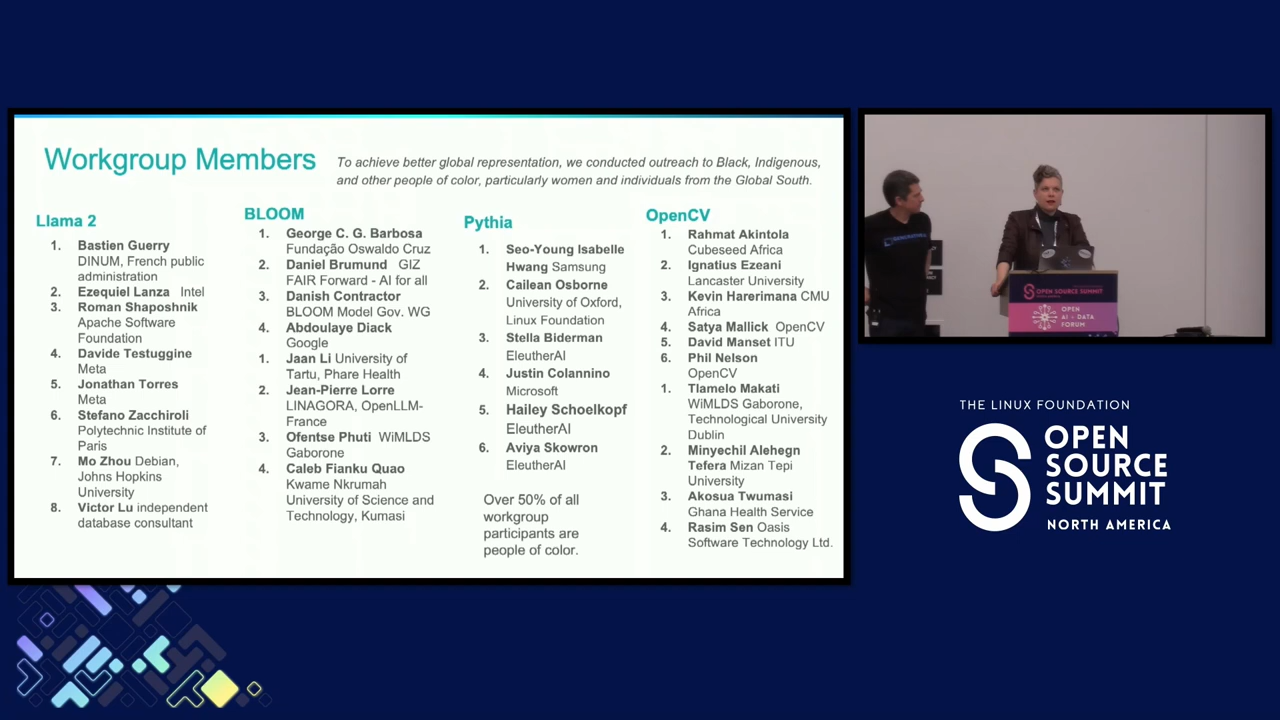 Workgroup Members
To achieve better global representation, we conducted outreach to Black, Indigenous,
and other people of color, particularly women and individuals from the Global South.
Llama 2
1. Bastien Guerry
DINUM, French public
administration
2. Ezequiel Lanza Intel
3. Roman Shaposhnik
Apache Software
Foundation
4. Davide Testuggine
Meta
5. Jonathan Torres
Meta
6. Stefano Zacchiroli
Polytechnic Institute of
Paris
7. Mo Zhou Debian,
Johns Hopkins
University
8. Victor Lu independent
database consultant
BLOOM
1. George C. G. Barbosa
Fundação Oswaldo Cruz
2. Daniel Brumund GIZ
FAIR Forward - AI for all
3. Danish Contractor
BLOOM Model Gov. WG
4. Abdoulaye Diack
Google
1. Jaan Li University of
Tartu, Phare Health
2. Jean-Pierre Lorre
LINAGORA, OpenLLM-
France
3. Ofentse Phuti WiMLDS
Gaborone
4. Caleb Fianku Quao
Kwame Nkrumah
University of Science and
Technology, Kumasi
Pythia
1. Seo-Young Isabelle
Hwang Samsung
2. Cailean Osborne
University of Oxford,
Linux Foundation
3. Stella Biderman
EleutherAI
4. Justin Colannino
Microsoft
5. Hailey Schoelkopf
EleutherAI
6. Aviya Skowron
EleutherAI
Over 50% of all
workgroup
participants are
people of color.
OpenCV
1. Rahmat Akintola
Cubeseed Africa
2. Ignatius Ezeani
Lancaster University
3. Kevin Harerimana CMU
Africa
4. Satya Mallick OpenCV
5. David Manset ITU
6. Phil Nelson
OpenCV
1. Tlamelo Makati
WiMLDS Gaborone,
Technological University
Dublin
2. Minyechil Alehegn
Tefera Mizan Tepi
University
3. Akosua Twumasi
Ghana Health Service
4. Rasim Sen Oasis
Software Technology Ltd.
OPEN SOURCE SUMMIT
OPEN
AI + DATA
FORUM
THE LINUX FOUNDATION
OPEN
SOURCE
SUMMIT
NORTH AMERICA